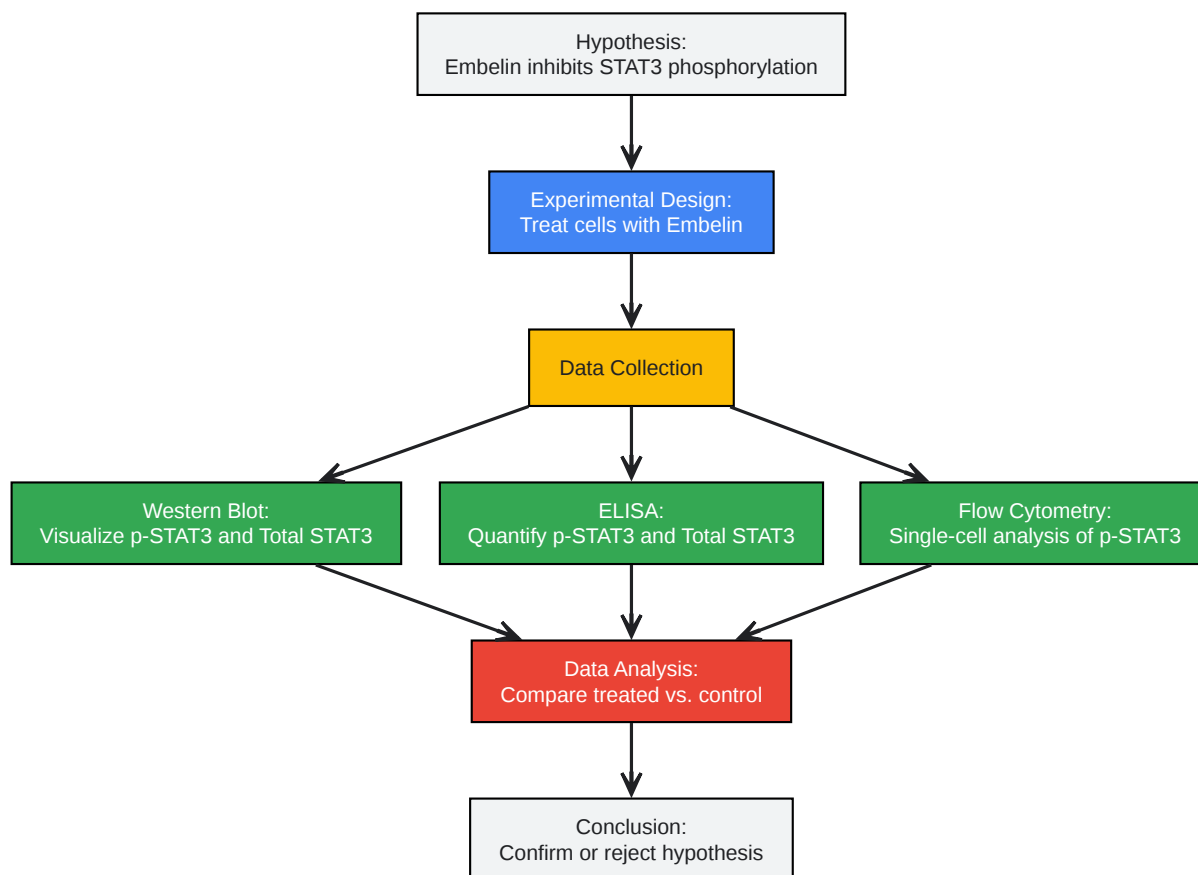 Hypothesis:
Embelin inhibits STAT3 phosphorylation
Experimental Design:
Treat cells with Embelin
Data Collection
Western Blot:
Visualize p-STAT3 and Total STAT3
ELISA:
Quantify p-STAT3 and Total STAT3
Flow Cytometry:
Single-cell analysis of p-STAT3
Data Analysis:
Compare treated vs. control
Conclusion:
Confirm or reject hypothesis